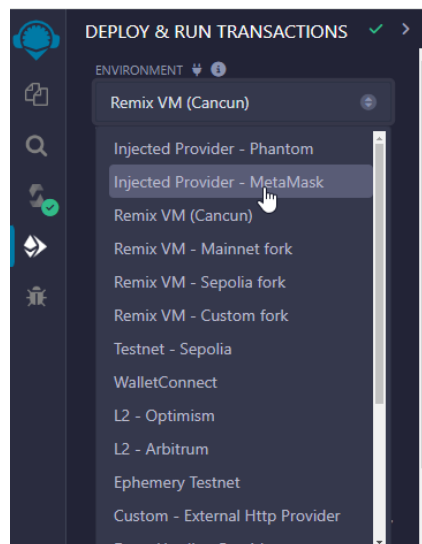 DEPLOY & RUN TRANSACTIONS
ENVIRONMENT
Remix VM (Cancun)
Injected Provider - Phantom
Injected Provider - MetaMask
Remix VM (Cancun)
Remix VM - Mainnet fork
Remix VM - Sepolia fork
Remix VM - Custom fork
Testnet - Sepolia
WalletConnect
L2 - Optimism
L2 - Arbitrum
Ephemery Testnet
Custom - External Http Provider